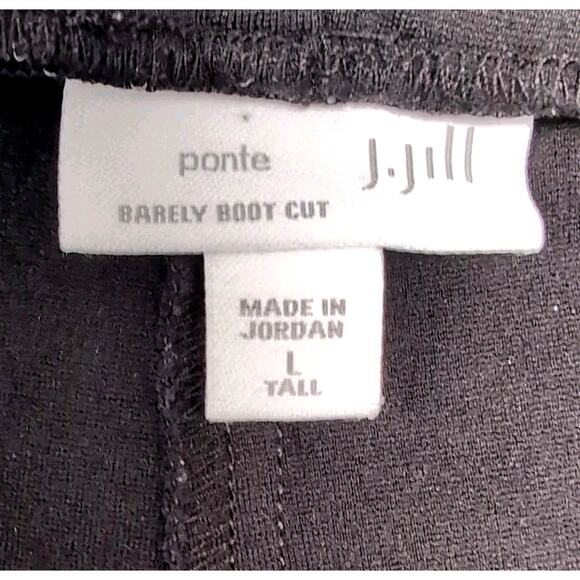 ponte
J.Jill
BARELY BOOT CUT
MADE IN
JORDAN
L
TALL